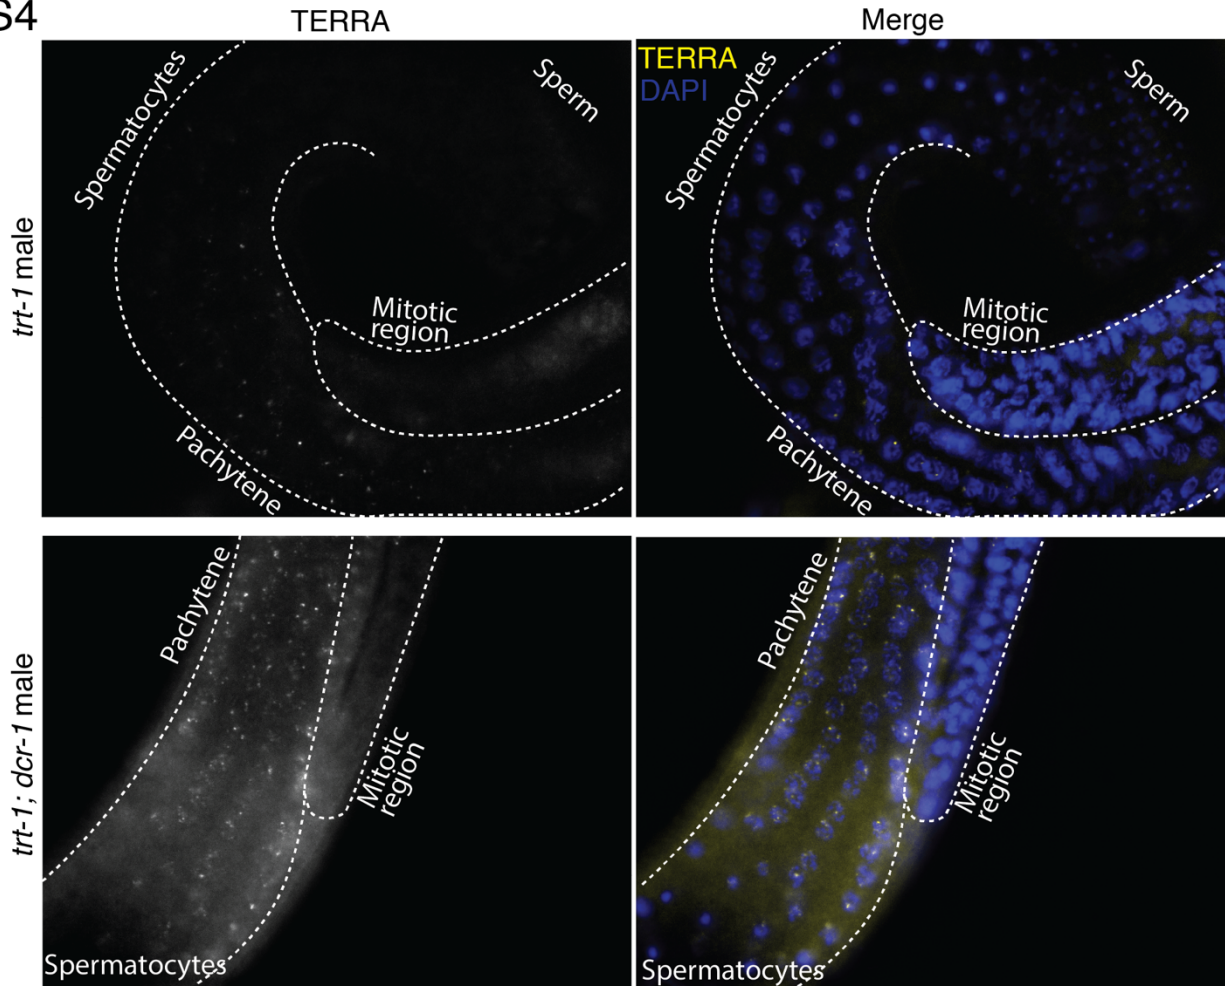 S4
TERRA
Merge
trt-1 male
Spermatocytes
Sperm
Mitotic
region
Pachytene
TERRA
DAPI
Spermatocytes
Sperm
Mitotic
region
Pachytene
trt-1; dcr-1 male
Pachytene
Mitotic
region
Spermatocytes
Pachytene
Mitotic
region
Spermatocytes